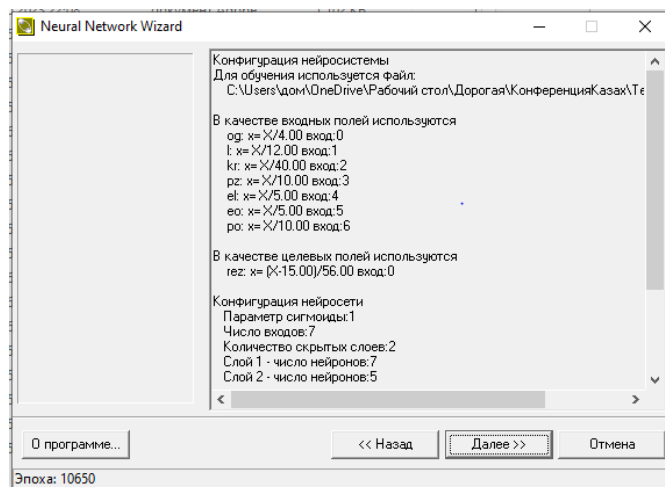 Neural Network Wizard
Конфигурация нейросистемы
Для обучения используется файл:
C:\Users\дом\OneDrive\Рабочий стол\Дорогая\КонференцияКазах\Те
В качестве входных полей используются
og: x= X/4.00 вход:0
l: x= X/12.00 вход:1
kr: x= X/40.00 вход:2
pz: x= X/10.00 вход:3
el: x= X/5.00 вход:4
eo: x= X/5.00 вход:5
po: x= X/10.00 вход:6
В качестве целевых полей используются
rez: x= (X-15.00)/56.00 вход:0
Конфигурация нейросети
Параметр сигмоиды:1
Число входов:7
Количество скрытых слоев:2
Слой 1 - число нейронов:7
Слой 2 - число нейронов:5
О программе...
<< Назад
Далее >>
Отмена
Эпоха: 10650